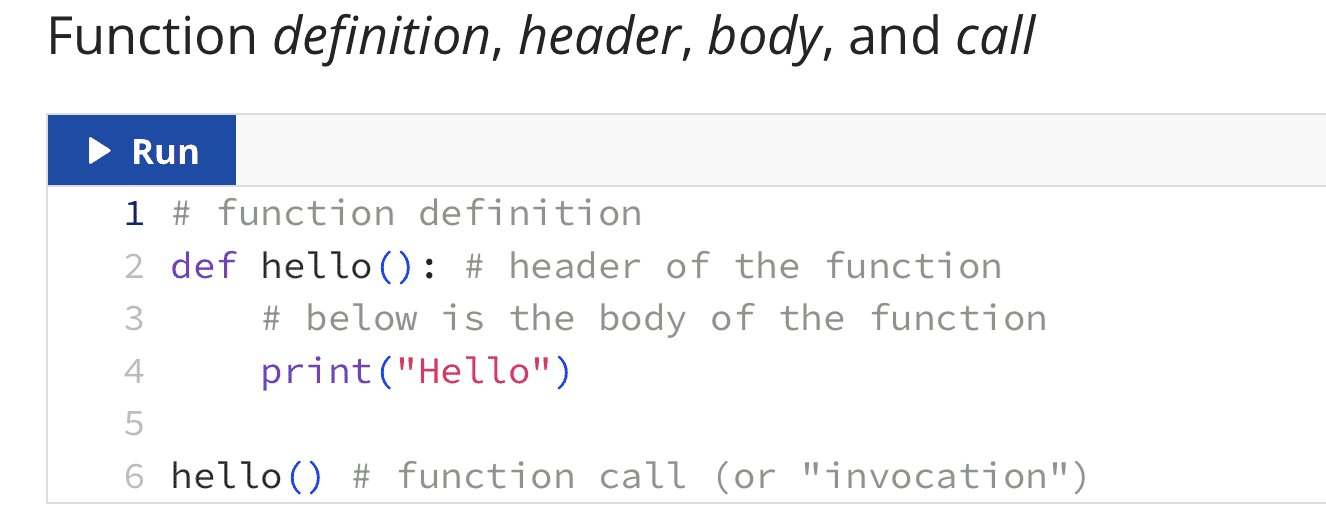 Function definition, header, body, and call
Run
1 # function definition
2 def hello(): # header of the function
3     # below is the body of the function
4     print("Hello")
5
6 hello() # function call (or "invocation")